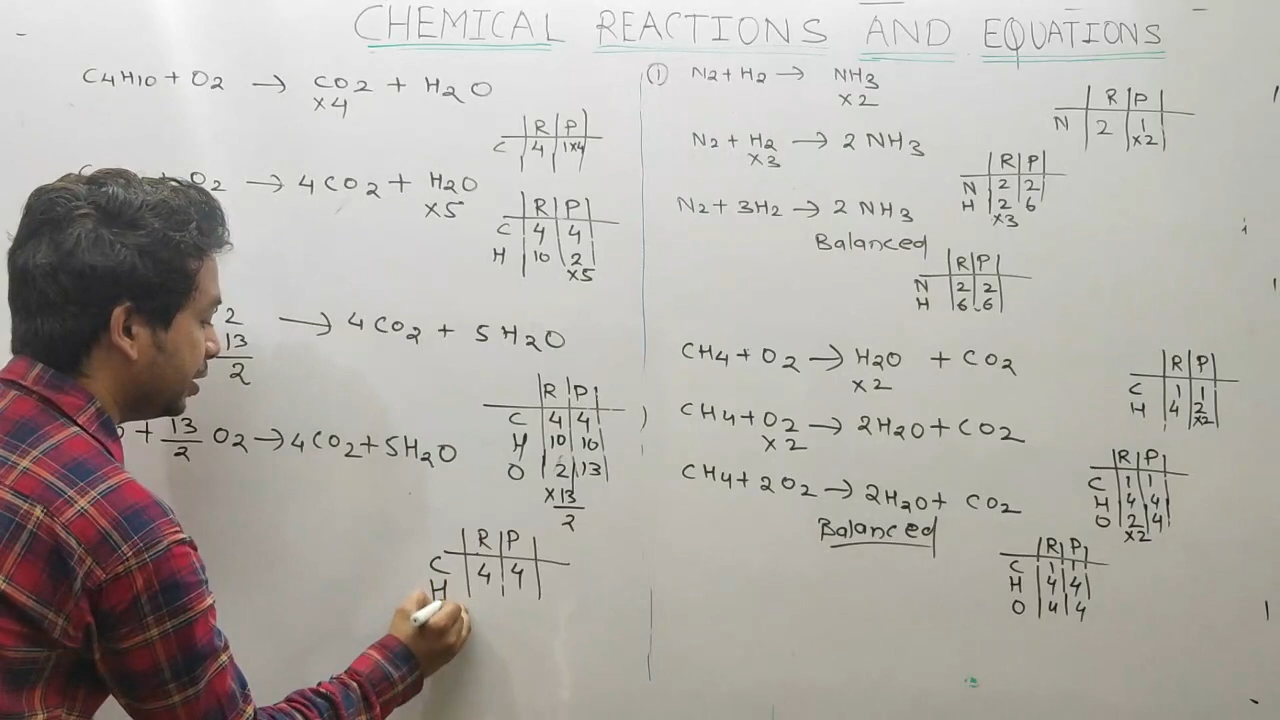 CHEMICAL REACTIONS AND EQUATIONS
C4H10 + O2 → CO2 + H2O
×4
R P
C 4 1×4
O2 → 4CO2 + H2O
×5
R P
C 4 4
H 10 2
×5
2 → 4CO2 + 5H2O
13
2
R P
C 4 4
H 10 10
O 2 13
×13
2
+ 13/2 O2 → 4CO2 + 5H2O
R P
C 4 4
H
① N2 + H2 → NH3
×2
R P
N 2 1
×2
N2 + H2 → 2 NH3
×3
R P
N 2 2
H 2 6
×3
N2 + 3H2 → 2 NH3
Balanced
R P
N 2 2
H 6 6
CH4 + O2 → H2O + CO2
×2
R P
C 1 1
H 4 2
×2
CH4 + O2 → 2H2O + CO2
×2
R P
C 1 1
H 4 4
O 2 4
×2
CH4 + 2O2 → 2H2O + CO2
Balanced
R P
C 1 1
H 4 4
O 4 4